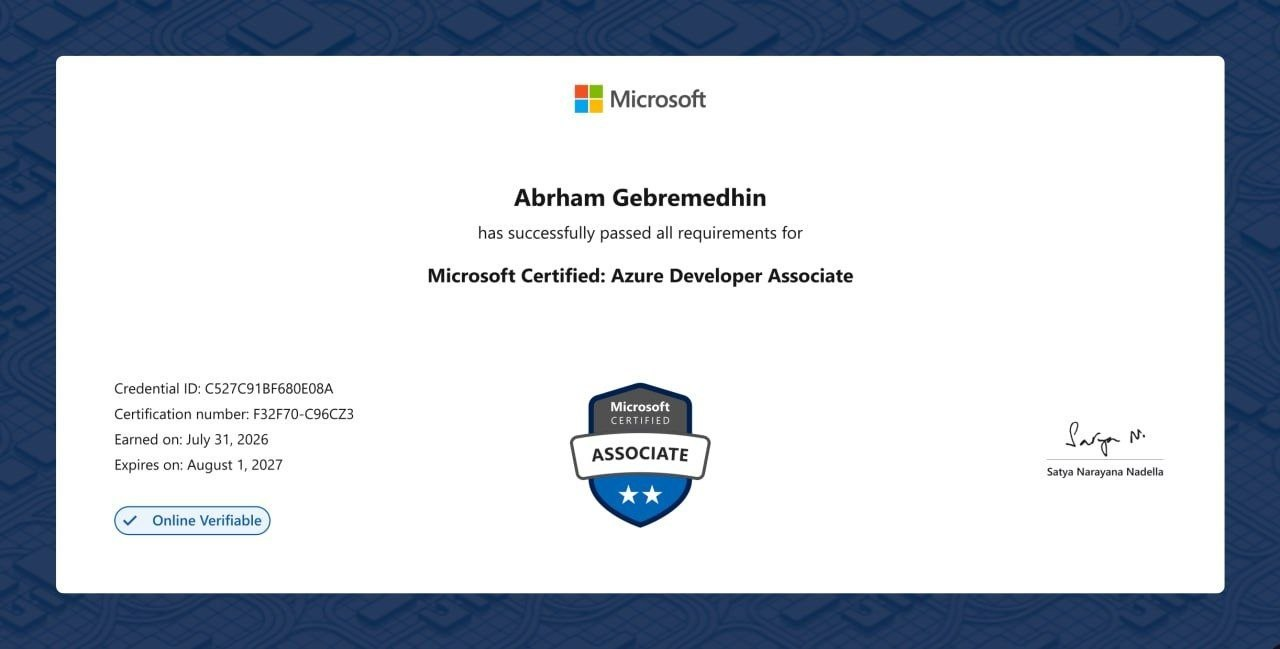 Microsoft
Abrham Gebremedhin
has successfully passed all requirements for
Microsoft Certified: Azure Developer Associate
Credential ID: C527C91BF680E08A
Certification number: F32F70-C96CZ3
Earned on: July 31, 2026
Expires on: August 1, 2027
Online Verifiable
Microsoft
CERTIFIED
ASSOCIATE
Satya N.
Satya Narayana Nadella